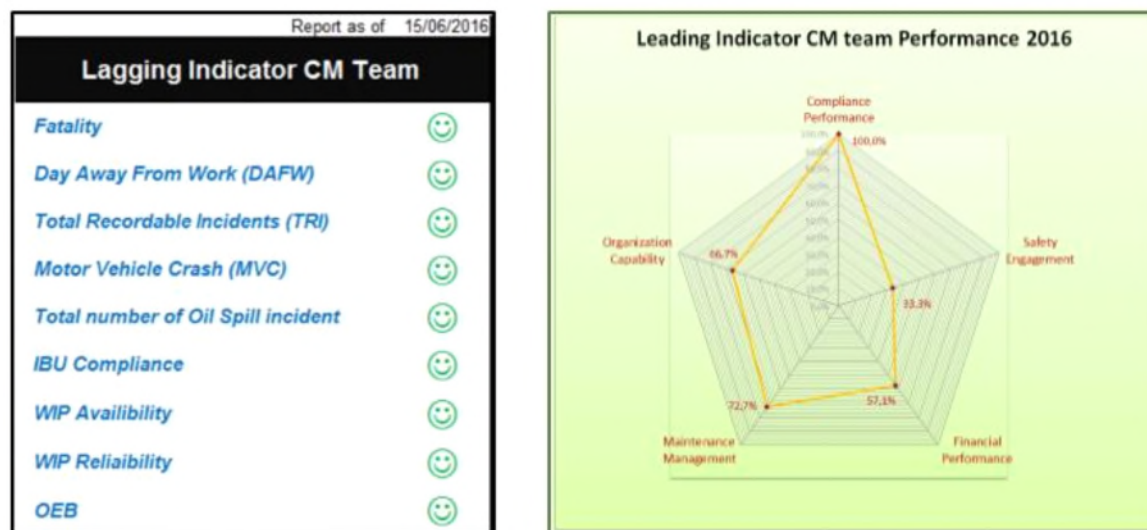 Report as of 15/06/2016
Lagging Indicator CM Team
Fatality
Day Away From Work (DAFW)
Total Recordable Incidents (TRI)
Motor Vehicle Crash (MVC)
Total number of Oil Spill incident
IBU Compliance
WIP Availibility
WIP Reliaibility
OEB
Leading Indicator CM team Performance 2016
Compliance
Performance
100,0%
Safety
Engagement
33,3%
Financial
Performance
57,1%
Maintenance
Management
72,7%
Organization
Capability
66,7%
100,0%